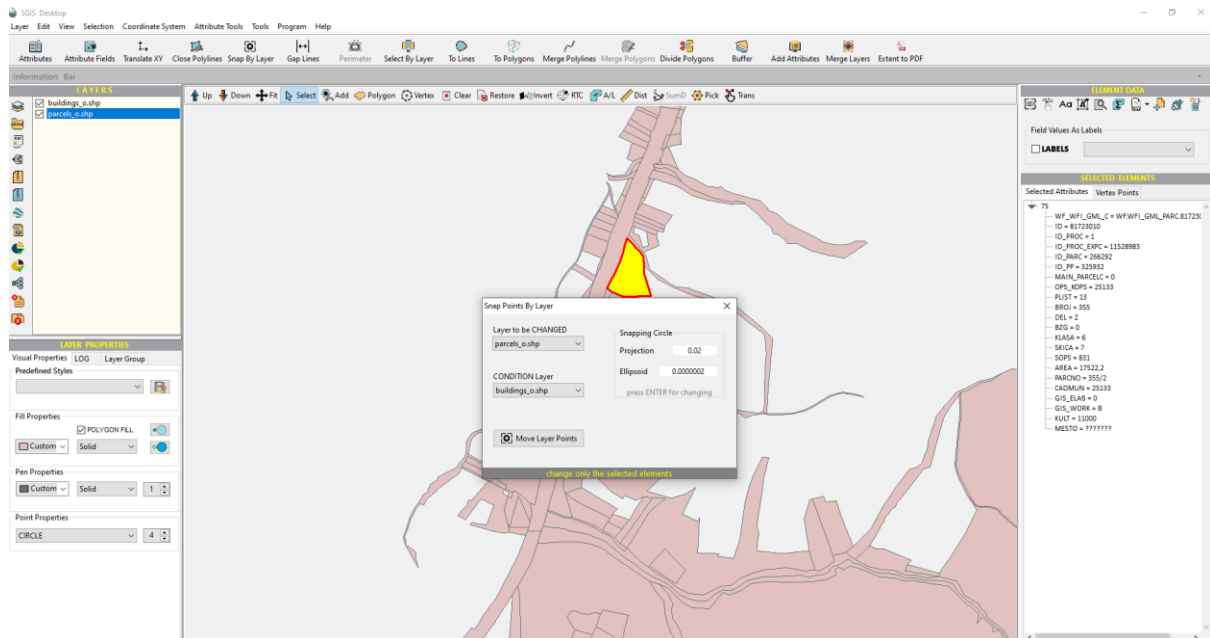 SGIS Desktop
Layer Edit View Selection Coordinate System Attribute Tools Tools Program Help
Attributes Attribute Fields Translate XY Close Polylines Snap By Layer Gap Lines Perimeter Select By Layer To Lines To Polygons Merge Polylines Merge Polygons Divide Polygons Buffer Add Attributes Merge Layers Extent to PDF
Information Bar
LAYERS
buildings_o.shp
parcels_o.shp
Up Down Fit Select Add Polygon Vertex Clear Restore Invert RTC A/L Dist SumD Pick Trans
ELEMENT DATA
Field Values As Labels
LABELS
SELECTED ELEMENTS
Selected Attributes Vertex Points
75
WF_WFI_GML_C = WF.WFI_GML_PARC.817230
ID = 81723010
ID_PROC = 1
ID_PROC_EXPC = 11528983
ID_PARC = 266292
ID_PP = 325932
MAIN_PARCELC = 0
OPS_KOPS = 25133
PLIST = 13
BROJ = 355
DEL = 2
BZG = 0
KLASA = 6
SKICA = 7
SOPS = 831
AREA = 17522,2
PARCNO = 355/2
CADMUN = 25133
GIS_ELAB = 0
GIS_WORK = B
KULT = 11000
MESTO = ???????
Snap Points By Layer
Layer to be CHANGED
parcels_o.shp
CONDITION Layer
buildings_o.shp
Snapping Circle
Projection 0.02
Ellipsoid 0.0000002
press ENTER for changing
Move Layer Points
change only the selected elements
LAYER PROPERTIES
Visual Properties LOG Layer Group
Predefined Styles
Fill Properties
POLYGON FILL
Custom Solid
Pen Properties
Custom Solid 1
Point Properties
CIRCLE 4